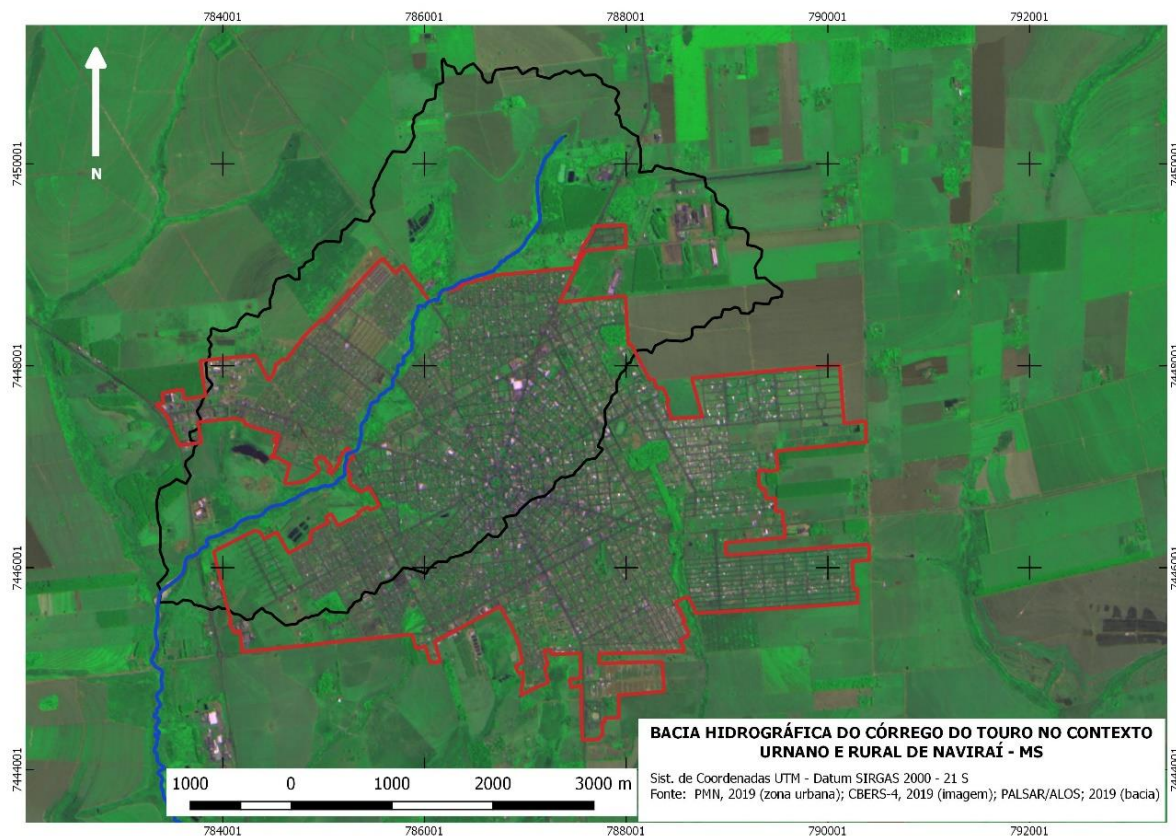 784001 786001 788001 790001 792001
7450001 7450001
N
7448001 7448001
7446001 7446001
7444001 7444001
BACIA HIDROGRÁFICA DO CÓRREGO DO TOURO NO CONTEXTO
URNANO E RURAL DE NAVIRAÍ - MS
Sist. de Coordenadas UTM - Datum SIRGAS 2000 - 21 S
Fonte: PMN, 2019 (zona urbana); CBERS-4, 2019 (imagem); PALSAR/ALOS; 2019 (bacia)
1000 0 1000 2000 3000 m
784001 786001 788001 790001 792001